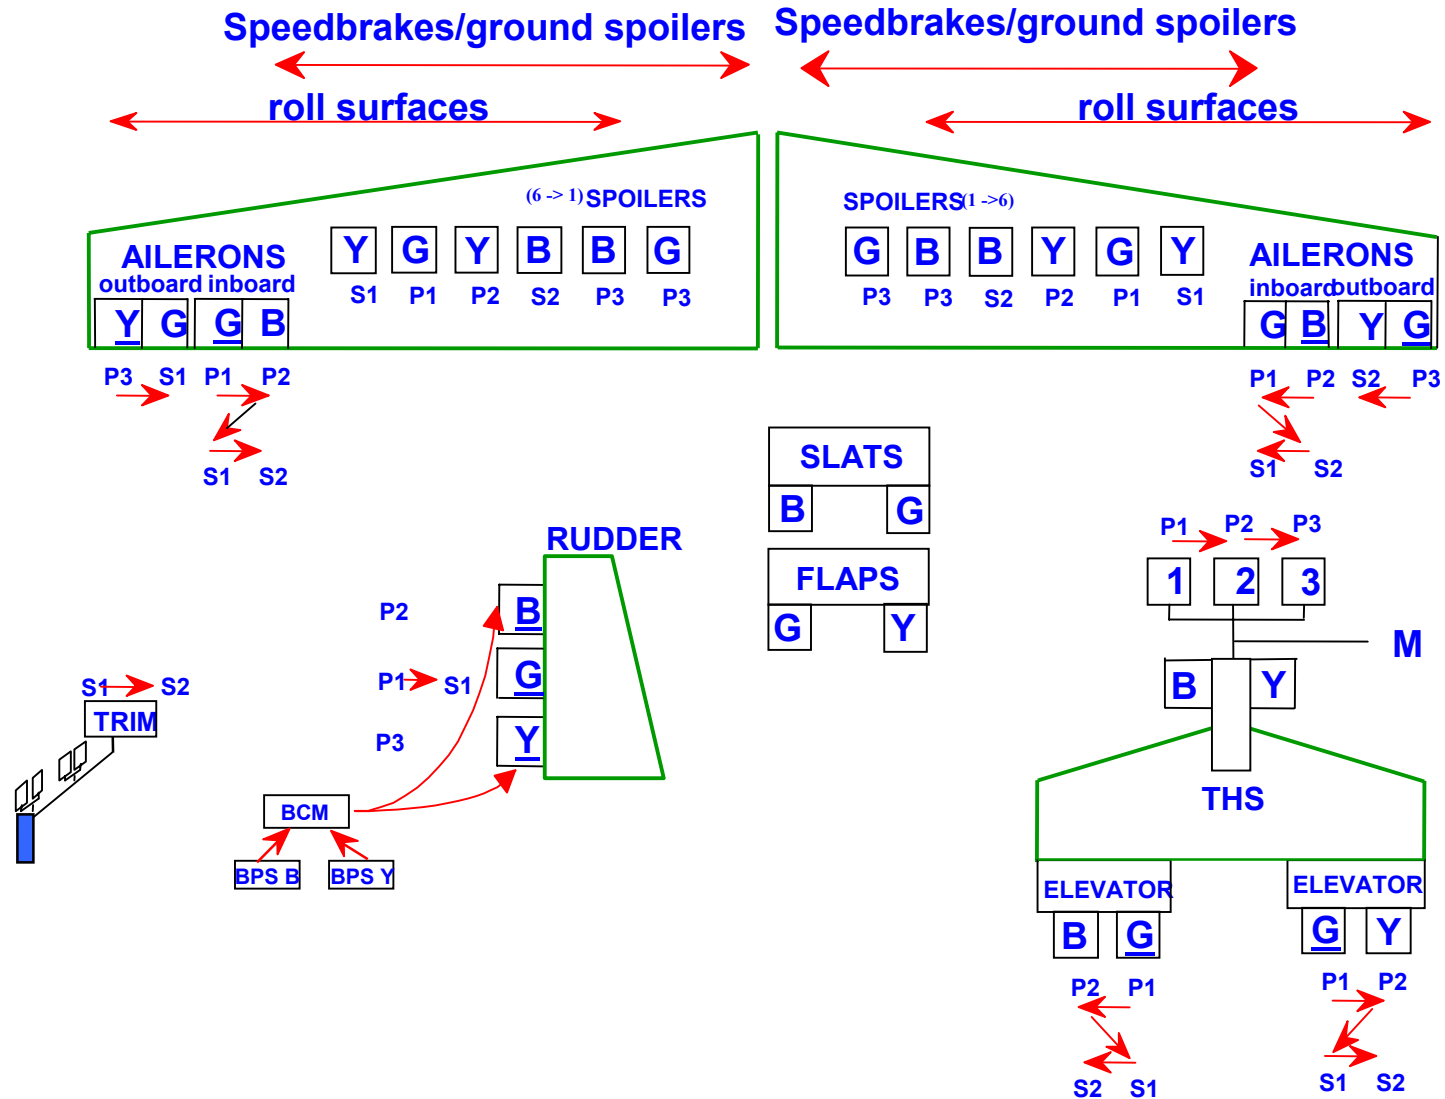 Speedbrakes/ground spoilers Speedbrakes/ground spoilers
roll surfaces roll surfaces
(6 -> 1) SPOILERS SPOILERS (1 ->6)
Y G Y B B G G B B Y G Y
S1 P1 P2 S2 P3 P3 P3 P3 S2 P2 P1 S1
AILERONS AILERONS
outboard inboard inboard outboard
Y G G B G B Y G
P3 S1 P1 P2 P1 P2 S2 P3
S1 S2 S1 S2
SLATS
B G
FLAPS
G Y
RUDDER
P2 B
P1 S1 G
P3 Y
S1 S2
TRIM
BCM
BPS B BPS Y
P1 P2 P3
1 2 3
M
B Y
THS
ELEVATOR ELEVATOR
B G G Y
P2 P1 P1 P2
S2 S1 S1 S2